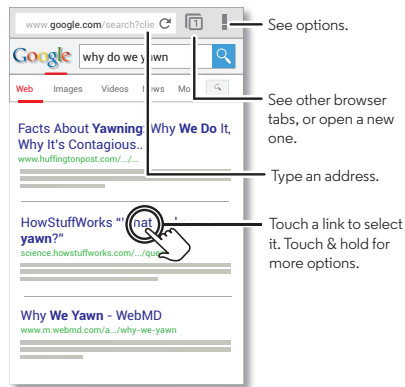 www.google.com/search?clie
1
See options.
Google why do we yawn
Web Images Videos News Mo
See other browser
tabs, or open a new
one.
Facts About Yawning: Why We Do It,
Why It's Contagious..
www.huffingtonpost.com/.../...
Type an address.
HowStuffWorks "
yawn?"
science.howstuffworks.com/.../que
Touch a link to select
it. Touch & hold for
more options.
Why We Yawn - WebMD
www.m.webmd.com/a.../why-we-yawn